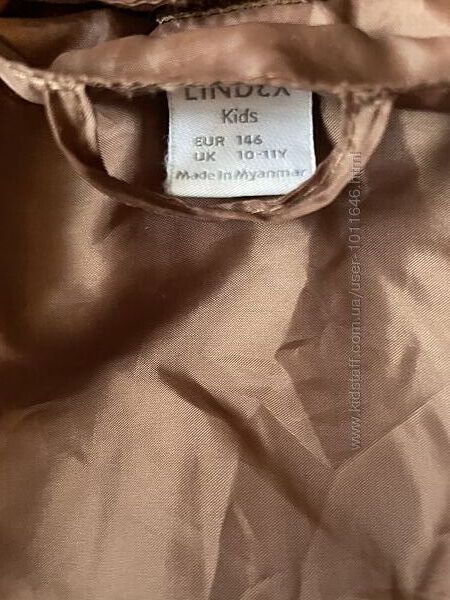 LINDEX
Kids
EUR 146
UK 10-11Y
Made in Myanmar
www.kidstaff.com.ua/user-1011646.html